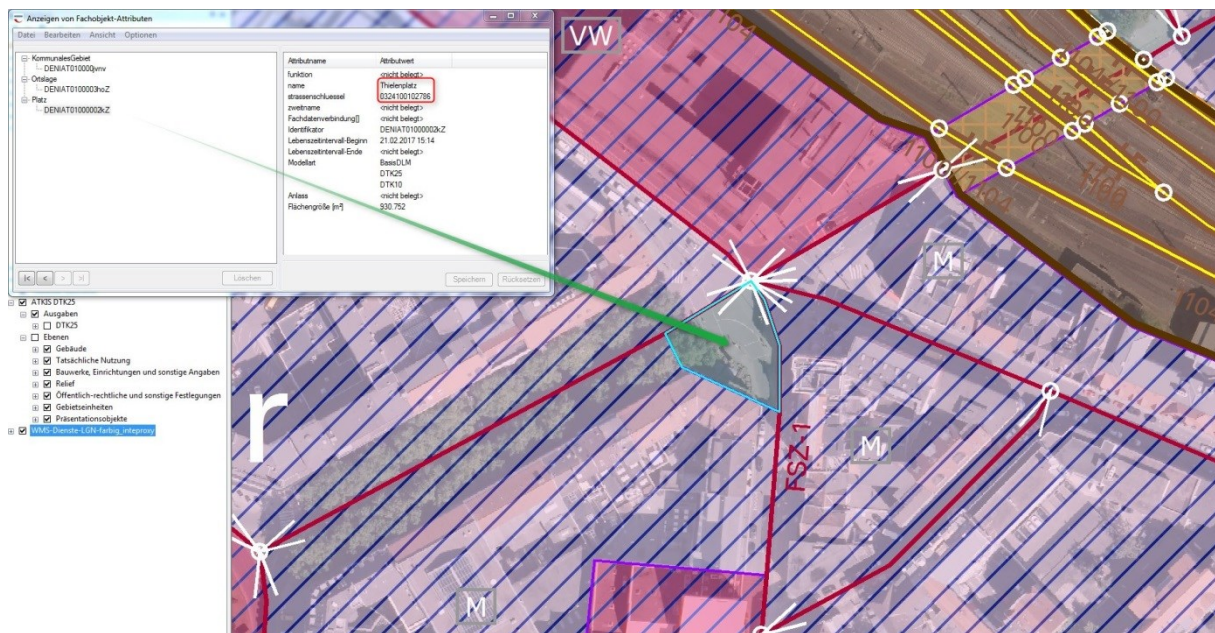 Anzeigen von Fachobjekt-Attributen
Datei Bearbeiten Ansicht Optionen
KommunalesGebiet
DENIAT010000jvnv
Ortslage
DENIAT0100003hoZ
Platz
DENIAT01000002kZ
Attributname Attributwert
funktion <nicht belegt>
name Thielenplatz
strassenschluessel 0324100102786
zweitname <nicht belegt>
Fachdatenverbindung[] <nicht belegt>
Identifikator DENIAT01000002kZ
Lebenszeitintervall-Beginn 21.02.2017 15:14
Lebenszeitintervall-Ende <nicht belegt>
Modellart BasisDLM
DTK25
DTK10
Anlass <nicht belegt>
Flächengröße [m²] 930.752
|< < > >| Löschen Speichern Rücksetzen
ATKIS DTK25
Ausgaben
DTK25
Ebenen
Gebäude
Tatsächliche Nutzung
Bauwerke, Einrichtungen und sonstige Angaben
Relief
Öffentlich-rechtliche und sonstige Festlegungen
Gebietseinheiten
Präsentationsobjekte
WMS-Dienste-LGN-farbig_inteproxy
VW
M
r
FSZ-1
M
M